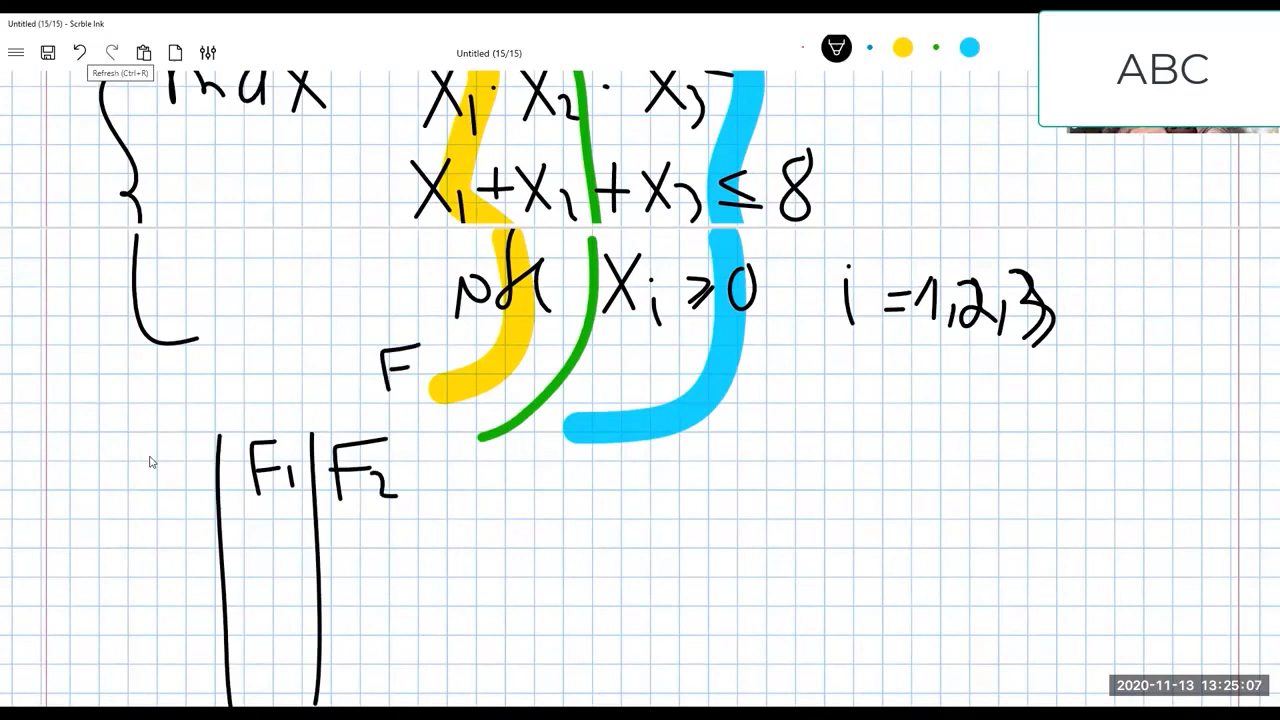 Untitled (15/15) - Scrble Ink
Untitled (15/15)
Refresh (Ctrl+R)
ABC
max X1 · X2 · X3
X1 + X2 + X3 ≤ 8
Xi ≥ 0 i = 1,2,3
F
F1 F2
2020-11-13 13:25:07